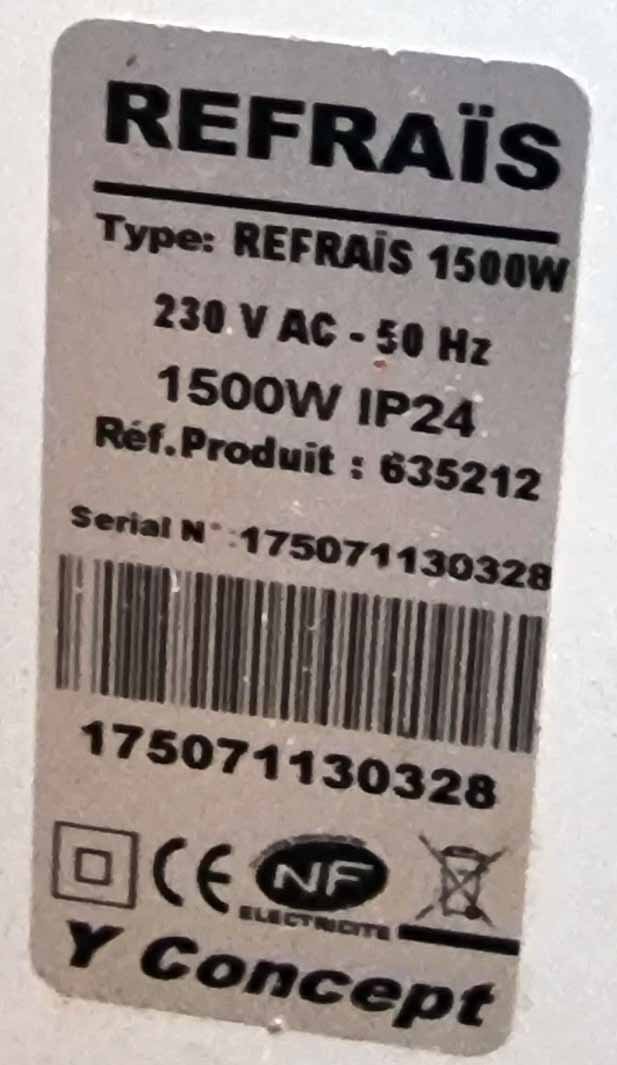 REFRAÏS
Type: REFRAÏS 1500W
230 V AC - 50 Hz
1500W IP24
Réf.Produit : 635212
Serial N° :175071130328
175071130328
CE NF
ELECTRICITE
Y Concept